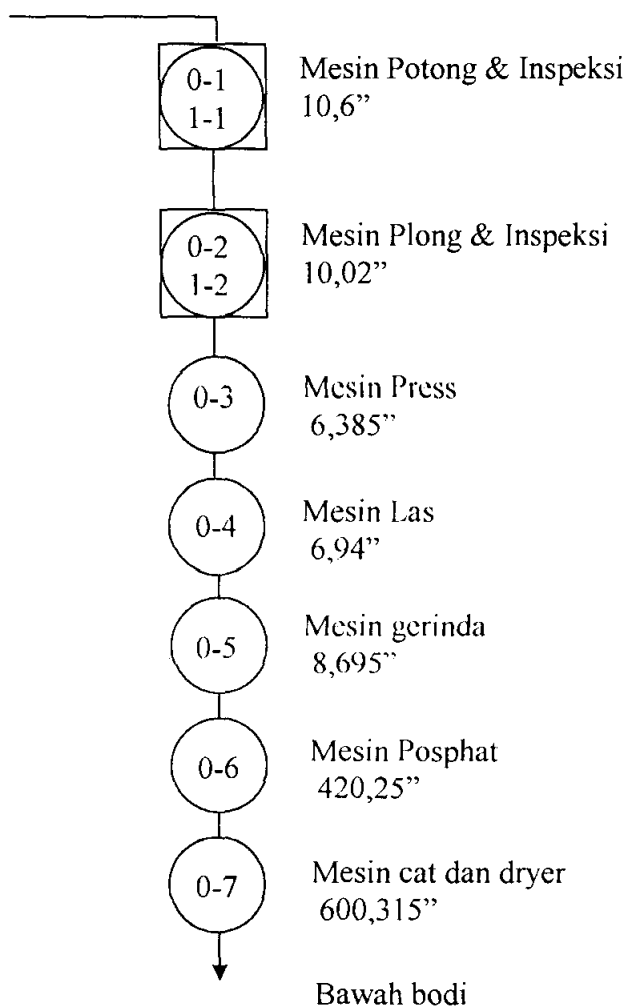 0-1
1-1
Mesin Potong & Inspeksi
10,6”
0-2
1-2
Mesin Plong & Inspeksi
10,02”
0-3
Mesin Press
6,385”
0-4
Mesin Las
6,94”
0-5
Mesin gerinda
8,695”
0-6
Mesin Posphat
420,25”
0-7
Mesin cat dan dryer
600,315”
Bawah bodi